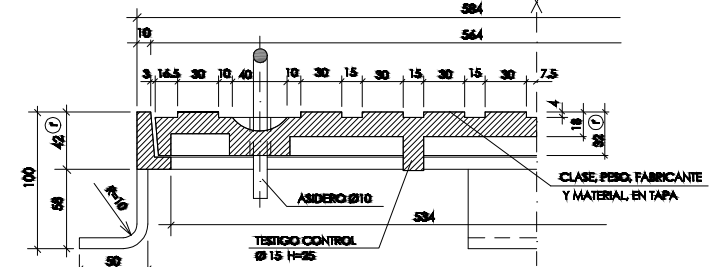 584
10
564
3 16.5 30 10 40 10 30 15 30 15 30 15 30 7.5
4
18
32 (r)
42 (r)
100
58
R=10
50
534
ASIDERO Ø10
TESTIGO CONTROL
Ø 15 H=25
CLASE, PESO, FABRICANTE
Y MATERIAL, EN TAPA